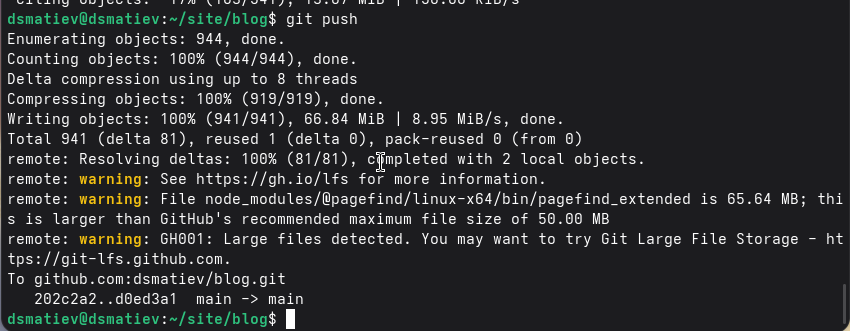 dsmatiev@dsmatiev:~/site/blog$ git push
Enumerating objects: 944, done.
Counting objects: 100% (944/944), done.
Delta compression using up to 8 threads
Compressing objects: 100% (919/919), done.
Writing objects: 100% (941/941), 66.84 MiB | 8.95 MiB/s, done.
Total 941 (delta 81), reused 1 (delta 0), pack-reused 0 (from 0)
remote: Resolving deltas: 100% (81/81), completed with 2 local objects.
remote: warning: See https://gh.io/lfs for more information.
remote: warning: File node_modules/@pagefind/linux-x64/bin/pagefind_extended is 65.64 MB; thi
s is larger than GitHub's recommended maximum file size of 50.00 MB
remote: warning: GH001: Large files detected. You may want to try Git Large File Storage - ht
tps://git-lfs.github.com.
To github.com:dsmatiev/blog.git
   202c2a2..d0ed3a1  main -> main
dsmatiev@dsmatiev:~/site/blog$